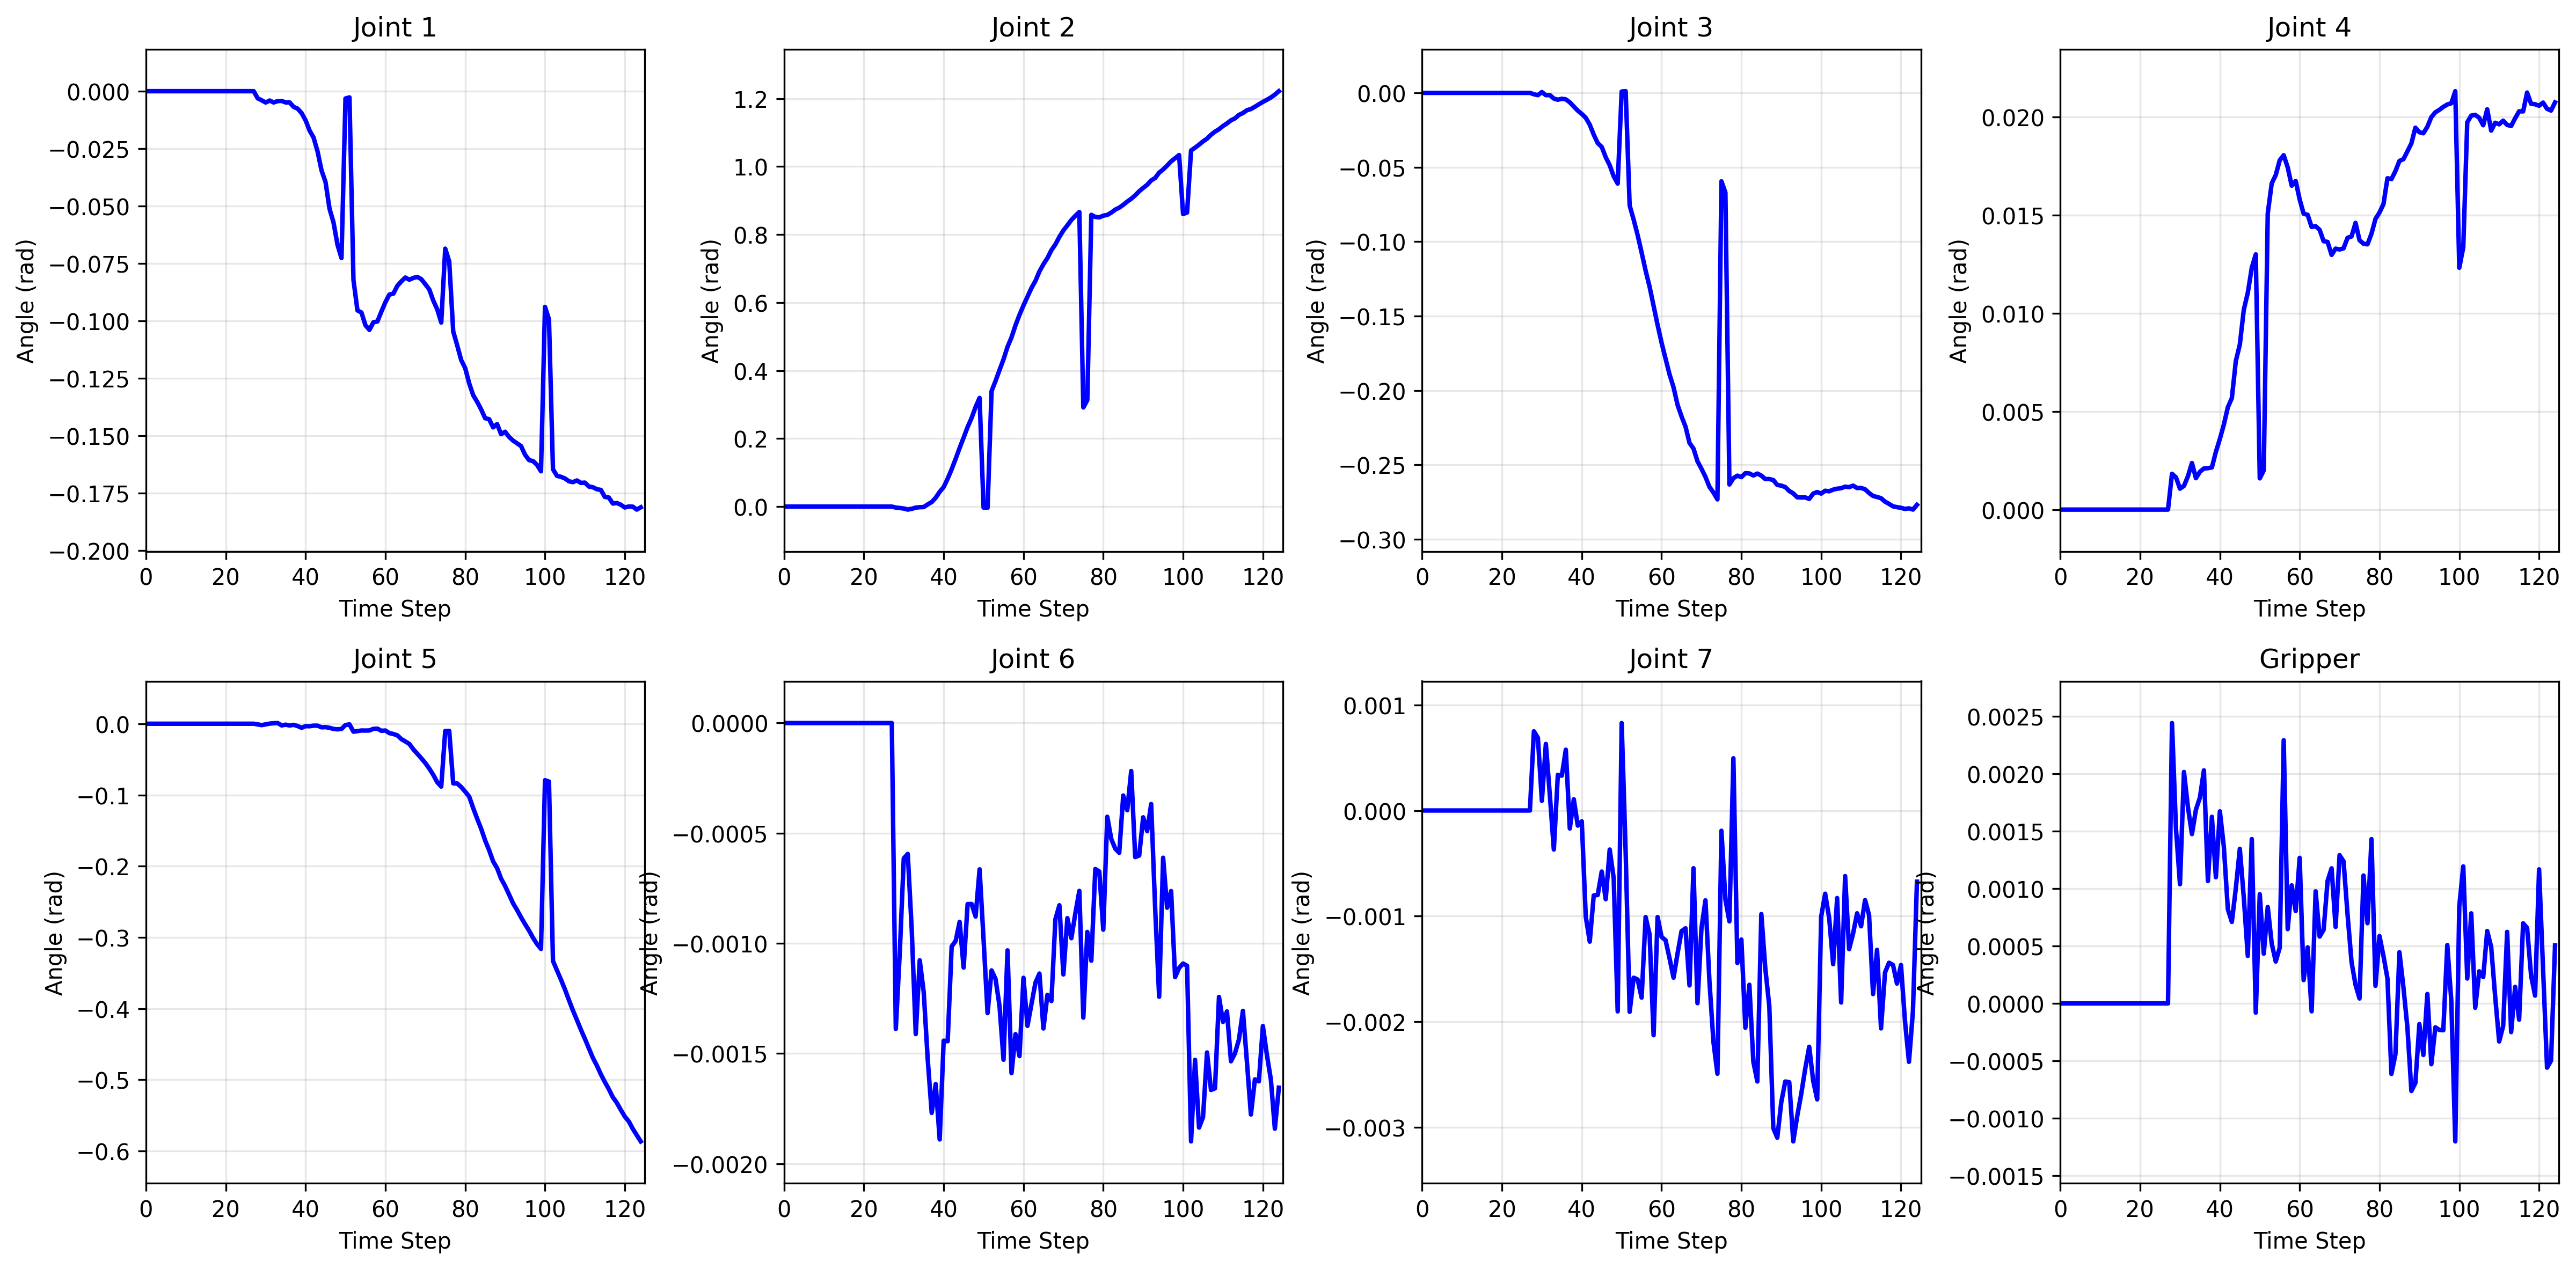 Joint 1
Angle (rad)
0.000
−0.025
−0.050
−0.075
−0.100
−0.125
−0.150
−0.175
−0.200
0 20 40 60 80 100 120
Time Step
Joint 2
Angle (rad)
1.2
1.0
0.8
0.6
0.4
0.2
0.0
0 20 40 60 80 100 120
Time Step
Joint 3
Angle (rad)
0.00
−0.05
−0.10
−0.15
−0.20
−0.25
−0.30
0 20 40 60 80 100 120
Time Step
Joint 4
Angle (rad)
0.020
0.015
0.010
0.005
0.000
0 20 40 60 80 100 120
Time Step
Joint 5
Angle (rad)
0.0
−0.1
−0.2
−0.3
−0.4
−0.5
−0.6
0 20 40 60 80 100 120
Time Step
Joint 6
Angle (rad)
0.0000
−0.0005
−0.0010
−0.0015
−0.0020
0 20 40 60 80 100 120
Time Step
Joint 7
Angle (rad)
0.001
0.000
−0.001
−0.002
−0.003
0 20 40 60 80 100 120
Time Step
Gripper
Angle (rad)
0.0025
0.0020
0.0015
0.0010
0.0005
0.0000
−0.0005
−0.0010
−0.0015
0 20 40 60 80 100 120
Time Step